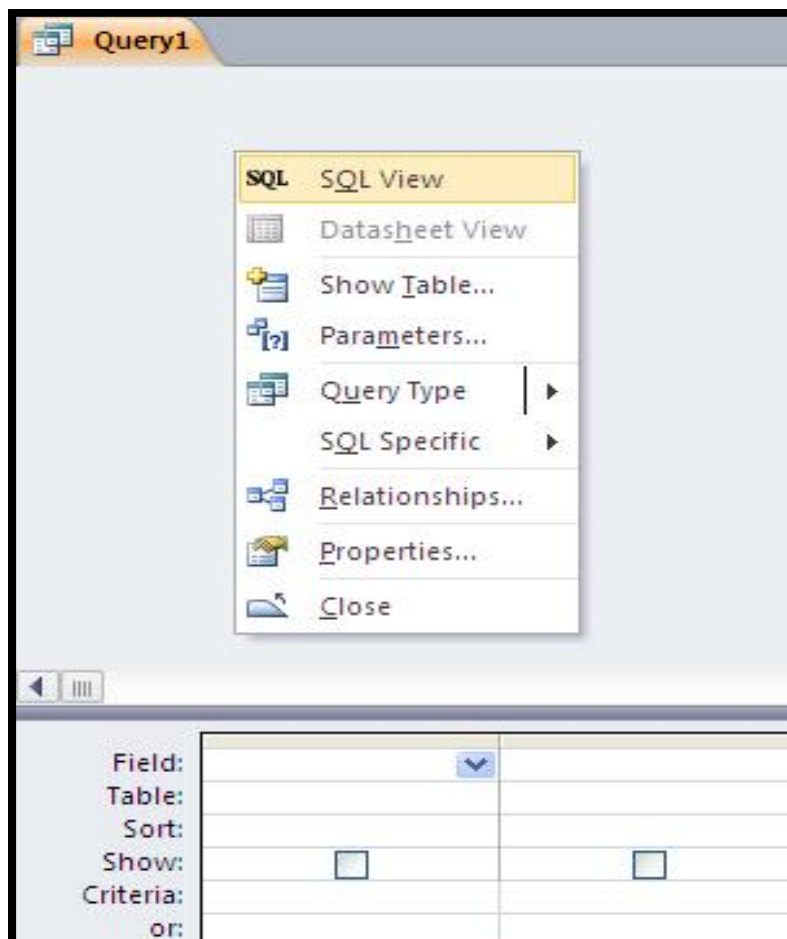 Query1
SQL SQL View
Datasheet View
Show Table...
[?] Parameters...
Query Type
SQL Specific
Relationships...
Properties...
Close
Field:
Table:
Sort:
Show:
Criteria:
or: